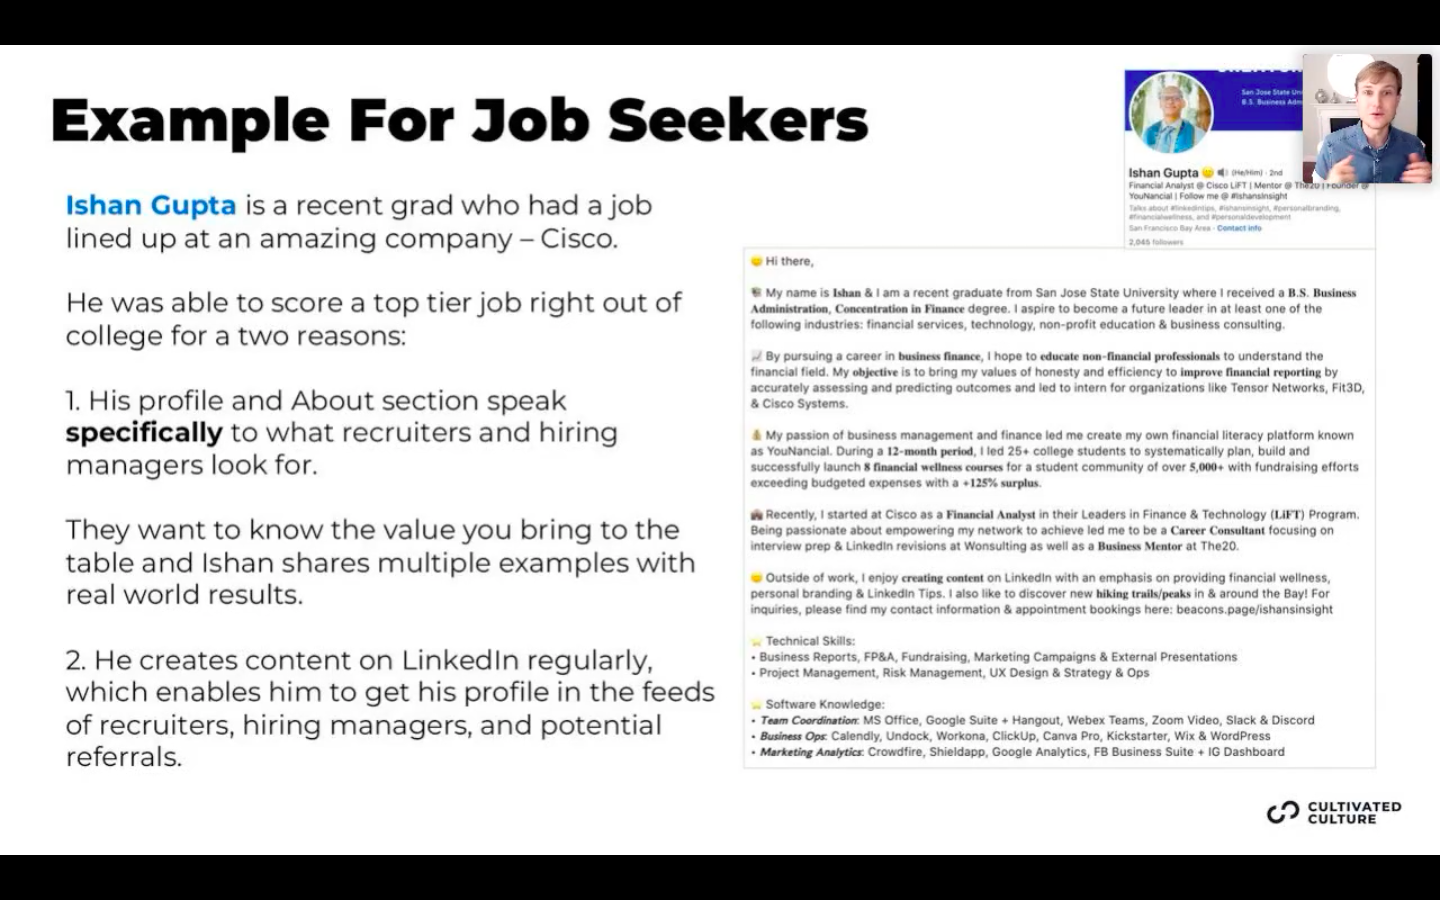 Example For Job Seekers
Ishan Gupta is a recent grad who had a job
lined up at an amazing company – Cisco.
He was able to score a top tier job right out of
college for a two reasons:
1. His profile and About section speak
specifically to what recruiters and hiring
managers look for.
They want to know the value you bring to the
table and Ishan shares multiple examples with
real world results.
2. He creates content on LinkedIn regularly,
which enables him to get his profile in the feeds
of recruiters, hiring managers, and potential
referrals.
San Jose State
B.S. Business
Ishan Gupta (He/Him) · 2nd
Financial Analyst @ Cisco LiFT | Mentor @ The20 | Founder @
YouNancial | Follow me @ #IshansInsight
Talks about #linkedintips, #ishansinsight, #personalbranding,
#financialwellness, and #personaldevelopment
San Francisco Bay Area · Contact info
2,045 followers
😊 Hi there,
My name is Ishan & I am a recent graduate from San Jose State University where I received a B.S. Business
Administration, Concentration in Finance degree. I aspire to become a future leader in at least one of the
following industries: financial services, technology, non-profit education & business consulting.
📈 By pursuing a career in business finance, I hope to educate non-financial professionals to understand the
financial field. My objective is to bring my values of honesty and efficiency to improve financial reporting by
accurately assessing and predicting outcomes and led to intern for organizations like Tensor Networks, Fit3D,
& Cisco Systems.
💰 My passion of business management and finance led me create my own financial literacy platform known
as YouNancial. During a 12-month period, I led 25+ college students to systematically plan, build and
successfully launch 8 financial wellness courses for a student community of over 5,000+ with fundraising efforts
exceeding budgeted expenses with a +125% surplus.
Recently, I started at Cisco as a Financial Analyst in their Leaders in Finance & Technology (LiFT) Program.
Being passionate about empowering my network to achieve led me to be a Career Consultant focusing on
interview prep & LinkedIn revisions at Wonsulting as well as a Business Mentor at The20.
😊 Outside of work, I enjoy creating content on LinkedIn with an emphasis on providing financial wellness,
personal branding & LinkedIn Tips. I also like to discover new hiking trails/peaks in & around the Bay! For
inquiries, please find my contact information & appointment bookings here: beacons.page/ishansinsight
⭐ Technical Skills:
• Business Reports, FP&A, Fundraising, Marketing Campaigns & External Presentations
• Project Management, Risk Management, UX Design & Strategy & Ops
⭐ Software Knowledge:
• Team Coordination: MS Office, Google Suite + Hangout, Webex Teams, Zoom Video, Slack & Discord
• Business Ops: Calendly, Undock, Workona, ClickUp, Canva Pro, Kickstarter, Wix & WordPress
• Marketing Analytics: Crowdfire, Shieldapp, Google Analytics, FB Business Suite + IG Dashboard
CULTIVATED
CULTURE